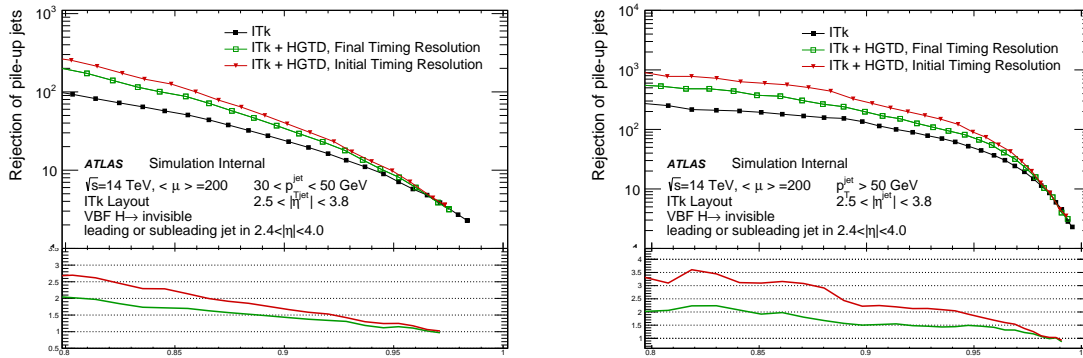 10³
10²
10
Rejection of pile-up jets
ITk
ITk + HGTD, Final Timing Resolution
ITk + HGTD, Initial Timing Resolution
ATLAS Simulation Internal
√s=14 TeV, < μ > =200 30 < p_T^jet < 50 GeV
ITk Layout 2.5 < |η^jet| < 3.8
VBF H→ invisible
leading or subleading jet in 2.4<|η|<4.0
3.5
3
2.5
2
1.5
1
0.8 0.85 0.9 0.95 1
10⁴
10³
10²
10
1
Rejection of pile-up jets
ITk
ITk + HGTD, Final Timing Resolution
ITk + HGTD, Initial Timing Resolution
ATLAS Simulation Internal
√s=14 TeV, < μ > =200 p_T^jet > 50 GeV
ITk Layout 2.5 < |η^jet| < 3.8
VBF H→ invisible
leading or subleading jet in 2.4<|η|<4.0
4
3.5
3
2.5
2
1.5
1
0.8 0.85 0.9 0.95 1